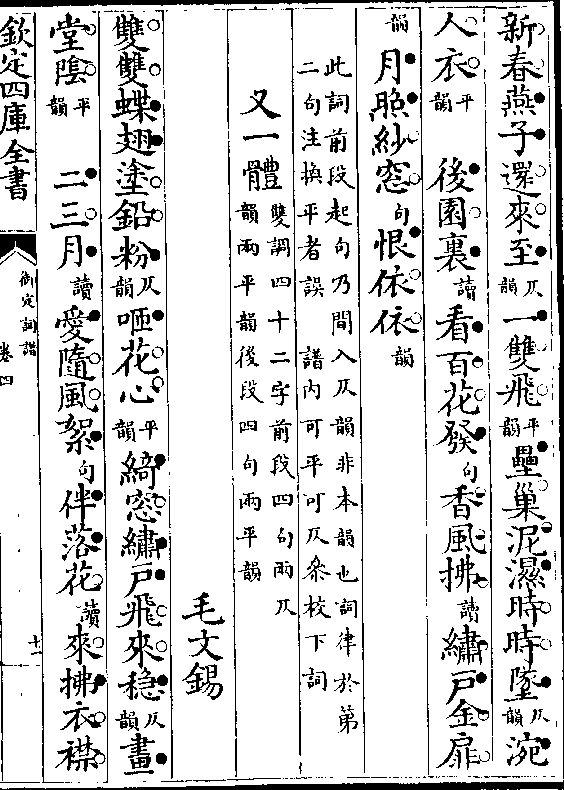 新春燕子還來至仄韻一雙飛平韻壘巢泥濕時時墜仄韻涴
人衣平韻 後園裏讀看百花發句香風拂讀繡戶金扉
韻月照紗窓句恨依依韻
此詞前段起句乃間入仄韻非本韻也詞律於第
二句注換平者誤 譜內可平可仄叅校下詞
又一體雙調四十二字前段四句兩仄
韻兩平韻後段四句兩平韻
毛文錫
雙雙蝶翅塗鉛粉仄韻咂花心平韻綺窓繡戶飛來穩仄韻畫
堂陰平韻 二三月讀愛隨風絮句伴落花讀來拂衣襟
欽定四庫全書
御定詞譜
卷四
十一